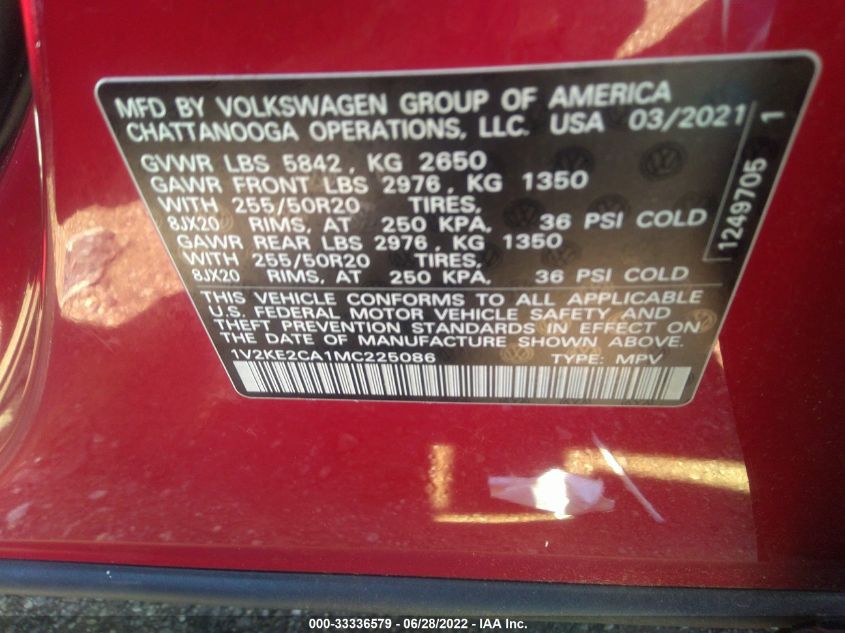 MFD BY VOLKSWAGEN GROUP OF AMERICA
CHATTANOOGA OPERATIONS, LLC. USA 03/2021
GVWR LBS 5842, KG 2650
GAWR FRONT LBS 2976, KG 1350
WITH 255/50R20 TIRES,
8JX20 RIMS, AT 250 KPA, 36 PSI COLD
GAWR REAR LBS 2976, KG 1350
WITH 255/50R20 TIRES,
8JX20 RIMS, AT 250 KPA, 36 PSI COLD
THIS VEHICLE CONFORMS TO ALL APPLICABLE
U.S. FEDERAL MOTOR VEHICLE SAFETY AND
THEFT PREVENTION STANDARDS IN EFFECT ON
THE DATE OF MANUFACTURE SHOWN ABOVE.
1V2KE2CA1MC225086 TYPE: MPV
1249705 1
000-33336579 - 06/28/2022 - IAA Inc.